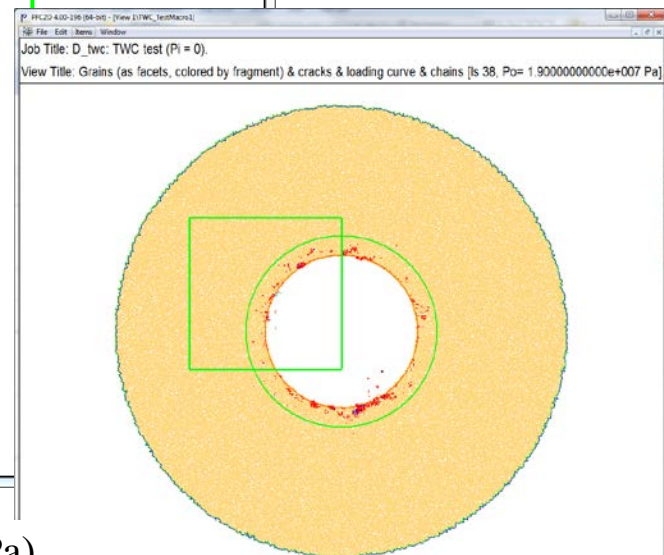 PFC2D 4.00-196 (64-bit) - [View D:TWC_TestMacro1]
File Edit Items Window
Job Title: D_twc: TWC test (Pi = 0).
View Title: Grains (as facets, colored by fragment) & cracks & loading curve & chains [ls 38, Po= 1.90000000000e+007 Pa]
Pa)